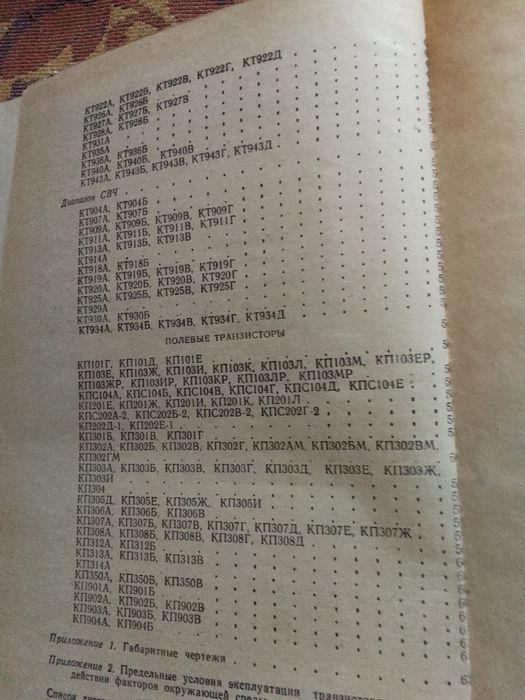 КТ922А, КТ922Б, КТ922В, КТ922Г, КТ922Д
КТ926А, КТ926Б
КТ927А, КТ927Б, КТ927В
КТ928А, КТ928Б
КТ931А
КТ935А
КТ936А, КТ936Б
КТ940А, КТ940Б, КТ940В
КТ943А, КТ943Б, КТ943В, КТ943Г, КТ943Д
Диапазон СВЧ
КТ904А, КТ904Б
КТ907А, КТ907Б
КТ909А, КТ909Б, КТ909В, КТ909Г
КТ911А, КТ911Б, КТ911В, КТ911Г
КТ913А, КТ913Б, КТ913В
КТ914А
КТ918А, КТ918Б
КТ919А, КТ919Б, КТ919В, КТ919Г
КТ920А, КТ920Б, КТ920В, КТ920Г
КТ925А, КТ925Б, КТ925В, КТ925Г
КТ929А
КТ930А, КТ930Б
КТ934А, КТ934Б, КТ934В, КТ934Г, КТ934Д
ПОЛЕВЫЕ ТРАНЗИСТОРЫ
КП101Г, КП101Д, КП101Е
КП103Е, КП103Ж, КП103И, КП103К, КП103Л, КП103М, КП103ЕР,
КП103ЖР, КП103ИР, КП103КР, КП103ЛР, КП103МР
КПС104А, КПС104Б, КПС104В, КПС104Г, КПС104Д, КПС104Е
КП201Е, КП201Ж, КП201И, КП201К, КП201Л
КПС202А-2, КПС202Б-2, КПС202В-2, КПС202Г-2
КП202Д-1, КП202Е-1
КП301Б, КП301В, КП301Г
КП302А, КП302Б, КП302В, КП302Г, КП302АМ, КП302БМ, КП302ВМ,
КП302ГМ
КП303А, КП303Б, КП303В, КП303Г, КП303Д, КП303Е, КП303Ж,
КП303И
КП304
КП305Д, КП305Е, КП305Ж, КП305И
КП306А, КП306Б, КП306В
КП307А, КП307Б, КП307В, КП307Г, КП307Д, КП307Е, КП307Ж
КП308А, КП308Б, КП308В, КП308Г, КП308Д
КП312А, КП312Б
КП313А, КП313Б, КП313В
КП314А
КП350А, КП350Б, КП350В
КП901А, КП901Б
КП902А, КП902Б, КП902В
КП903А, КП903Б, КП903В
КП904А, КП904Б
Приложение 1. Габаритные чертежи
Приложение 2. Предельные условия эксплуатации
действии факторов окружающей
Список